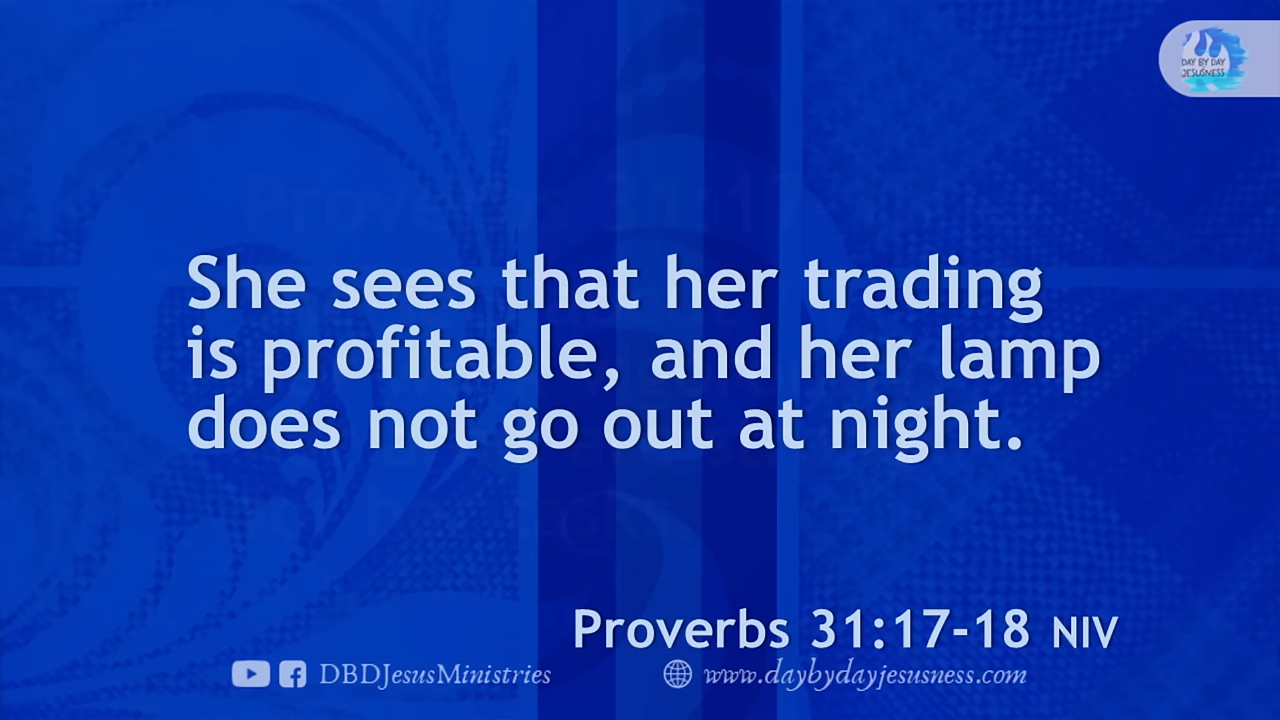 DAY BY DAY
JESUSNESS
She sees that her trading
is profitable, and her lamp
does not go out at night.
Proverbs 31:17-18 NIV
DBDJesusMinistries
www.daybydayjesusness.com